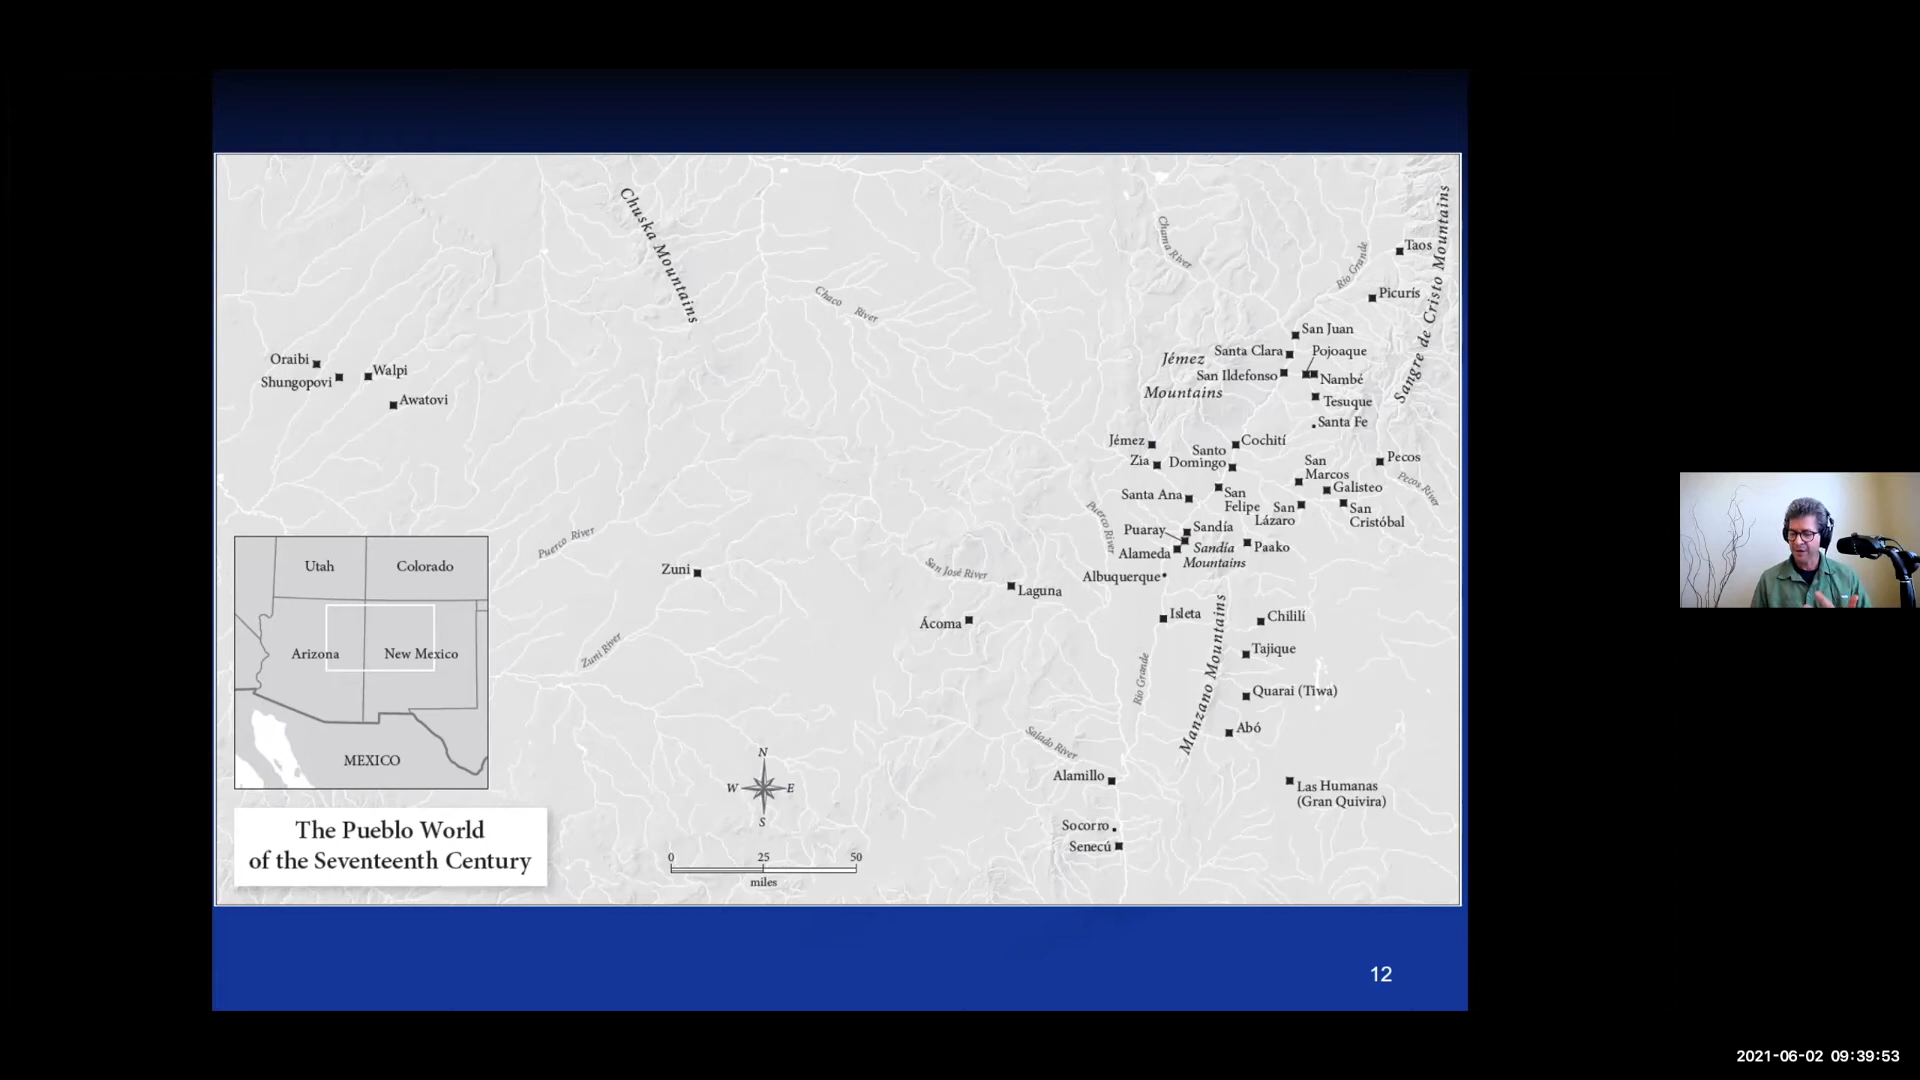 Chuska Mountains
Chaco River
Chama River
Rio Grande
Taos
Sangre de Cristo Mountains
Picurís
San Juan
Santa Clara
Pojoaque
Jémez
Mountains
San Ildefonso
Nambé
Tesuque
Santa Fe
Oraibi
Shungopovi
Walpi
Awatovi
Jémez
Zia
Cochití
Santo
Domingo
San
Marcos
Pecos
Pecos River
Galisteo
Santa Ana
San
Felipe
San
Lázaro
San
Cristóbal
Puerco River
Puaray
Sandía
Alameda
Sandía
Mountains
Paako
Albuquerque
Puerco River
Zuni
San José River
Laguna
Ácoma
Isleta
Chililí
Zuni River
Rio Grande
Manzano Mountains
Tajique
Quarai (Tiwa)
Abó
Salado River
Alamillo
Las Humanas
(Gran Quivira)
Socorro
Senecú
Utah
Colorado
Arizona
New Mexico
MEXICO
N
W E
S
The Pueblo World
of the Seventeenth Century
0 25 50
miles
12
2021-06-02 09:39:53